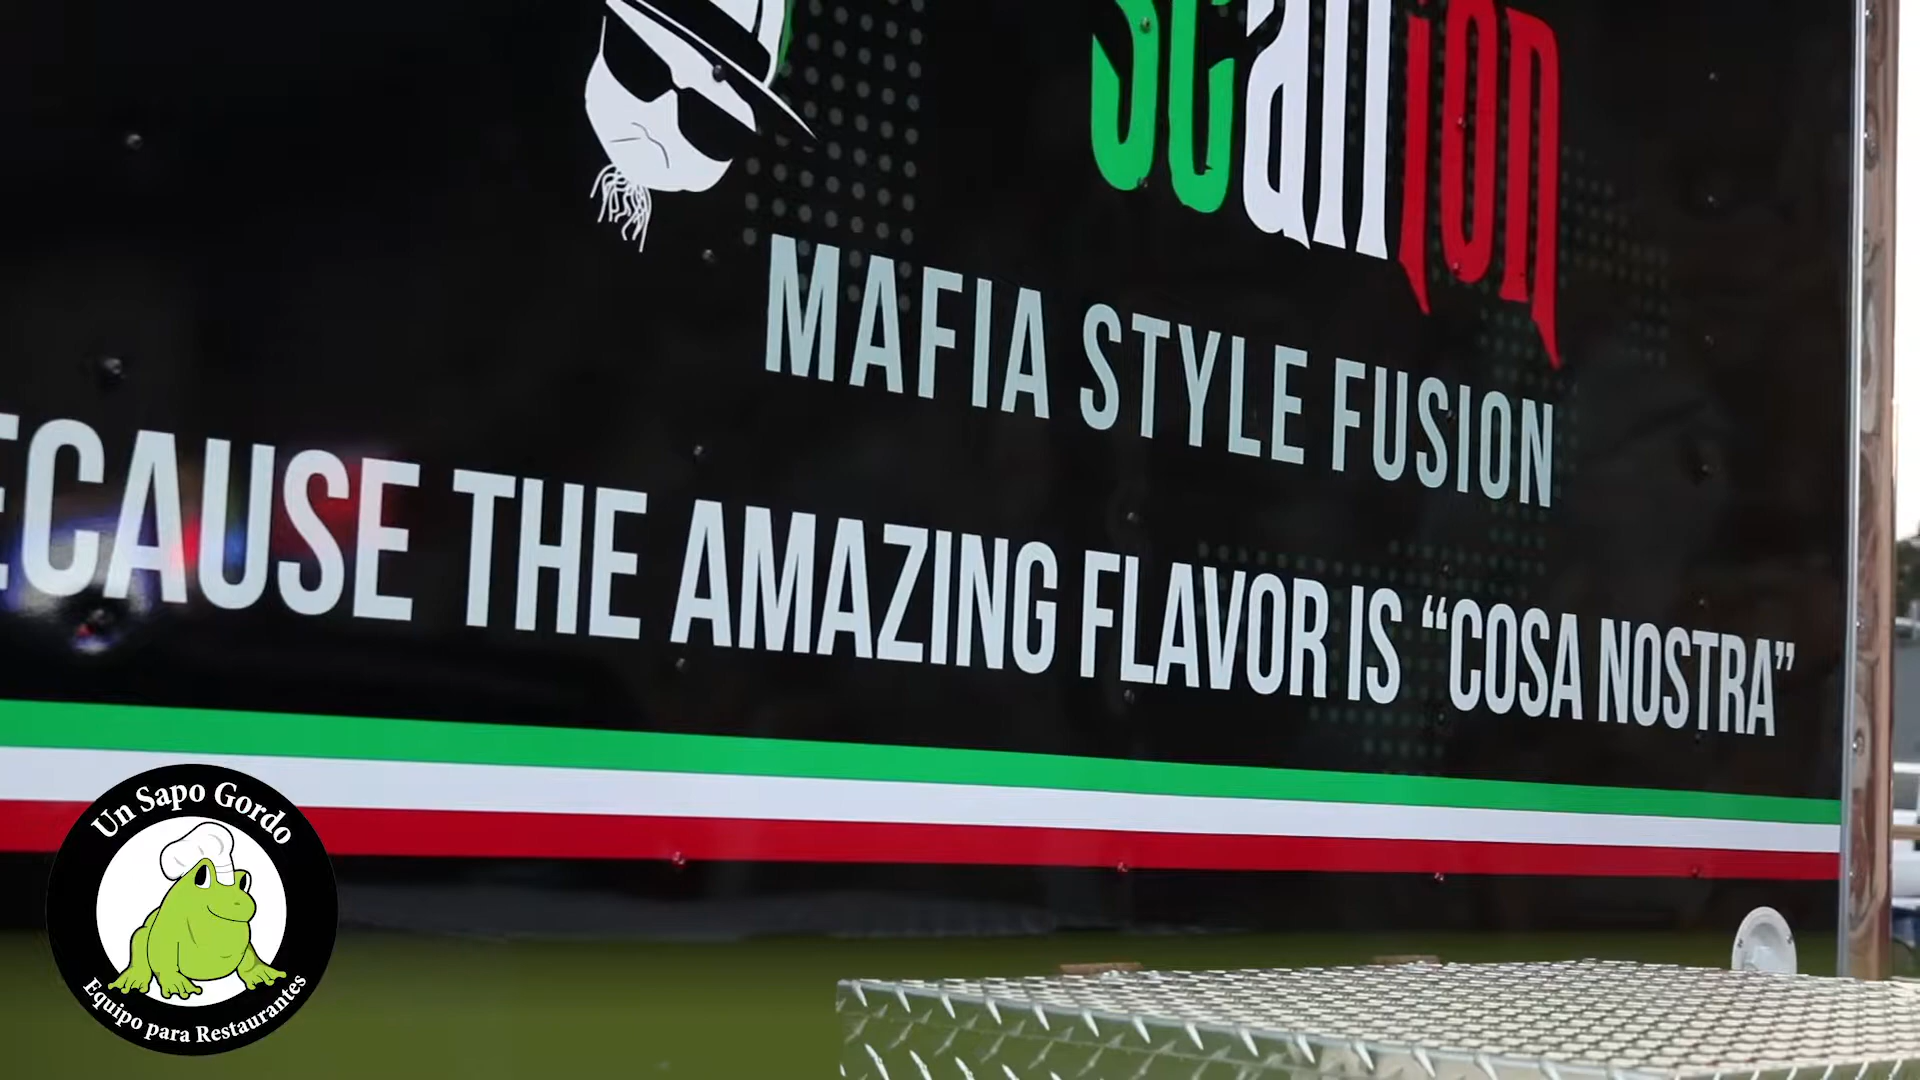 scallion
MAFIA STYLE FUSION
ECAUSE THE AMAZING FLAVOR IS “COSA NOSTRA”
Un Sapo Gordo
Equipo para Restaurantes